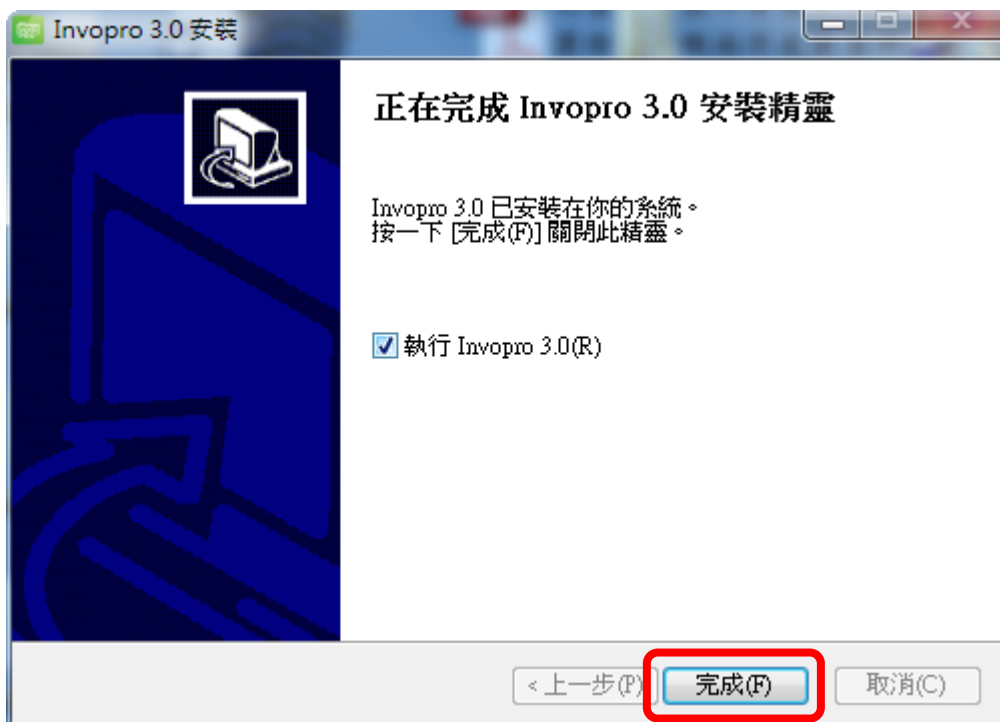 Invopro 3.0 安裝
正在完成 Invopro 3.0 安裝精靈
Invopro 3.0 已安裝在你的系統。
按一下 [完成(F)] 關閉此精靈。
執行 Invopro 3.0(R)
<上一步(P) 完成(F) 取消(C)